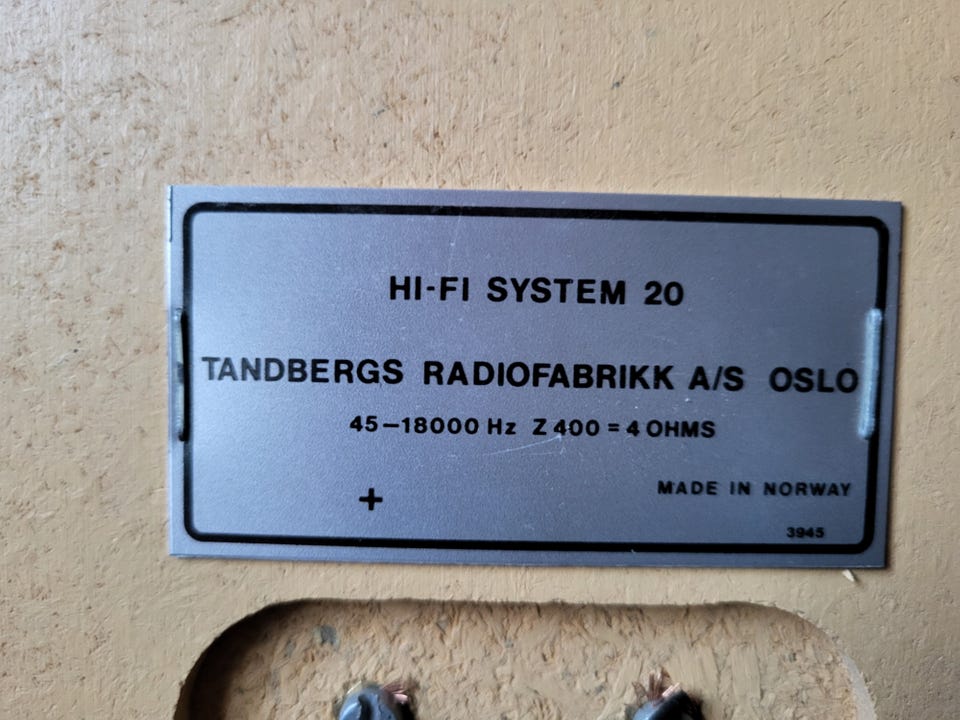 HI-FI SYSTEM 20
TANDBERGS RADIOFABRIKK A/S OSLO
45–18000 Hz Z 400 = 4 OHMS
+
MADE IN NORWAY
3945